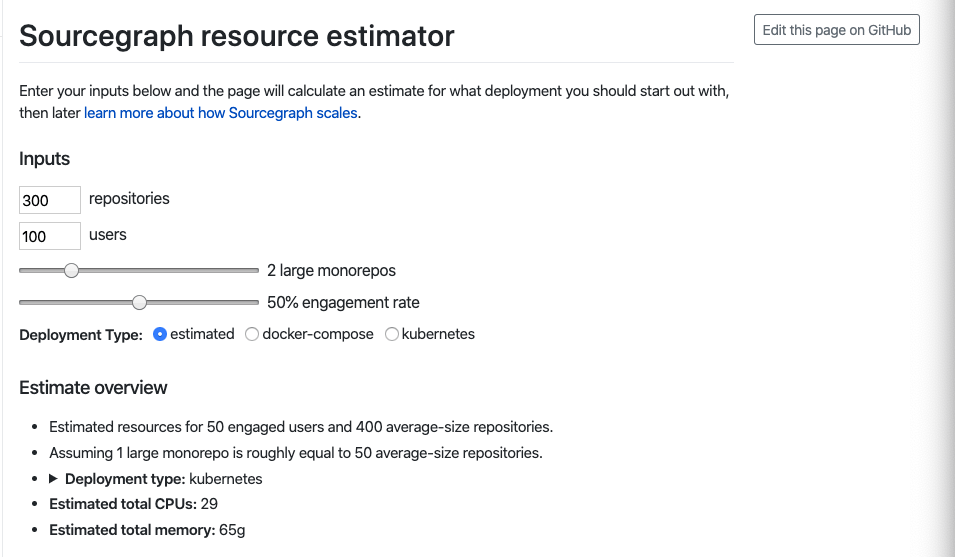 Sourcegraph resource estimator
Edit this page on GitHub
Enter your inputs below and the page will calculate an estimate for what deployment you should start out with,
then later learn more about how Sourcegraph scales.
Inputs
300 repositories
100 users
2 large monorepos
50% engagement rate
Deployment Type: estimated docker-compose kubernetes
Estimate overview
• Estimated resources for 50 engaged users and 400 average-size repositories.
• Assuming 1 large monorepo is roughly equal to 50 average-size repositories.
• ▶ Deployment type: kubernetes
• Estimated total CPUs: 29
• Estimated total memory: 65g